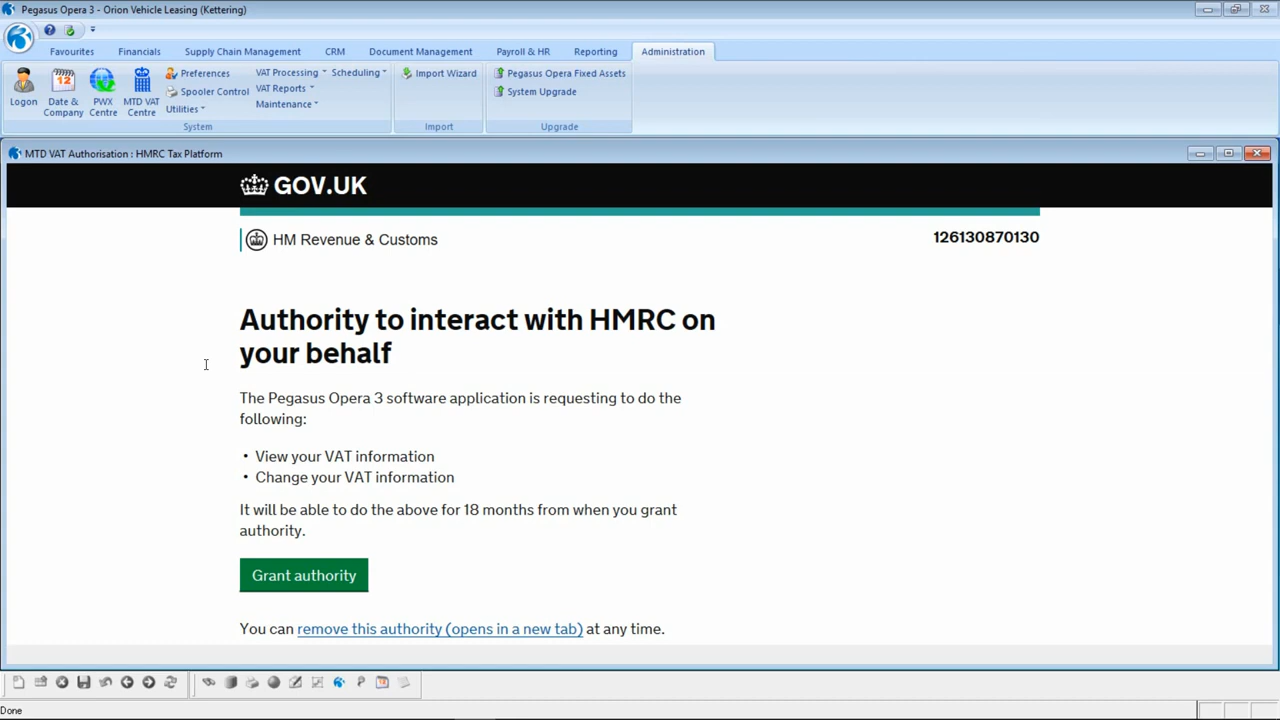 Pegasus Opera 3 - Orion Vehicle Leasing (Kettering)
Favourites Financials Supply Chain Management CRM Document Management Payroll & HR Reporting Administration
Logon
Date & Company
PWX Centre
MTD VAT Centre
Preferences
Spooler Control
Utilities
VAT Processing
VAT Reports
Maintenance
Scheduling
System
Import Wizard
Import
Pegasus Opera Fixed Assets
System Upgrade
Upgrade
MTD VAT Authorisation : HMRC Tax Platform
GOV.UK
HM Revenue & Customs
126130870130
Authority to interact with HMRC on
your behalf
The Pegasus Opera 3 software application is requesting to do the
following:
• View your VAT information
• Change your VAT information
It will be able to do the above for 18 months from when you grant
authority.
Grant authority
You can remove this authority (opens in a new tab) at any time.
Done